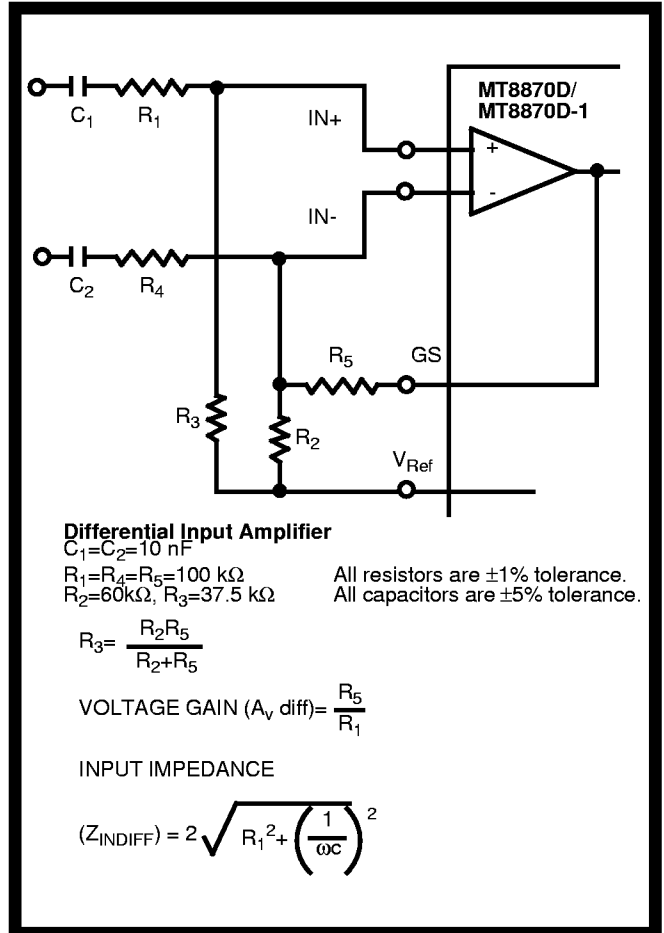 MT8870D/
MT8870D-1
C1
R1
IN+
+
-
IN-
C2
R4
R5
GS
R3
R2
VRef
Differential Input Amplifier
C1=C2=10 nF
R1=R4=R5=100 kΩ
All resistors are ±1% tolerance.
R2=60kΩ, R3=37.5 kΩ
All capacitors are ±5% tolerance.
R3= R2R5
R2+R5
VOLTAGE GAIN (Av diff)= R5
R1
INPUT IMPEDANCE
(ZINDIFF) = 2 √ R1²+ (1
ωc)²